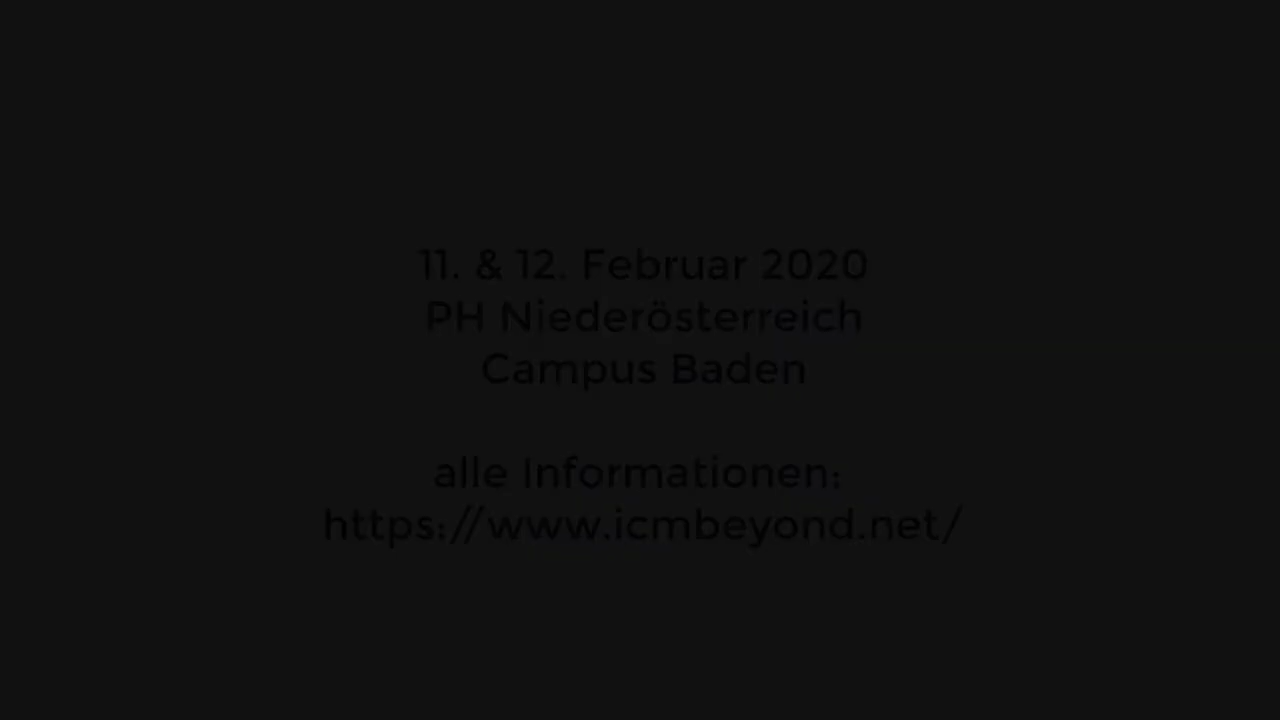 11. & 12. Februar 2020
PH Niederösterreich
Campus Baden
alle Informationen:
https://www.icmbeyond.net/